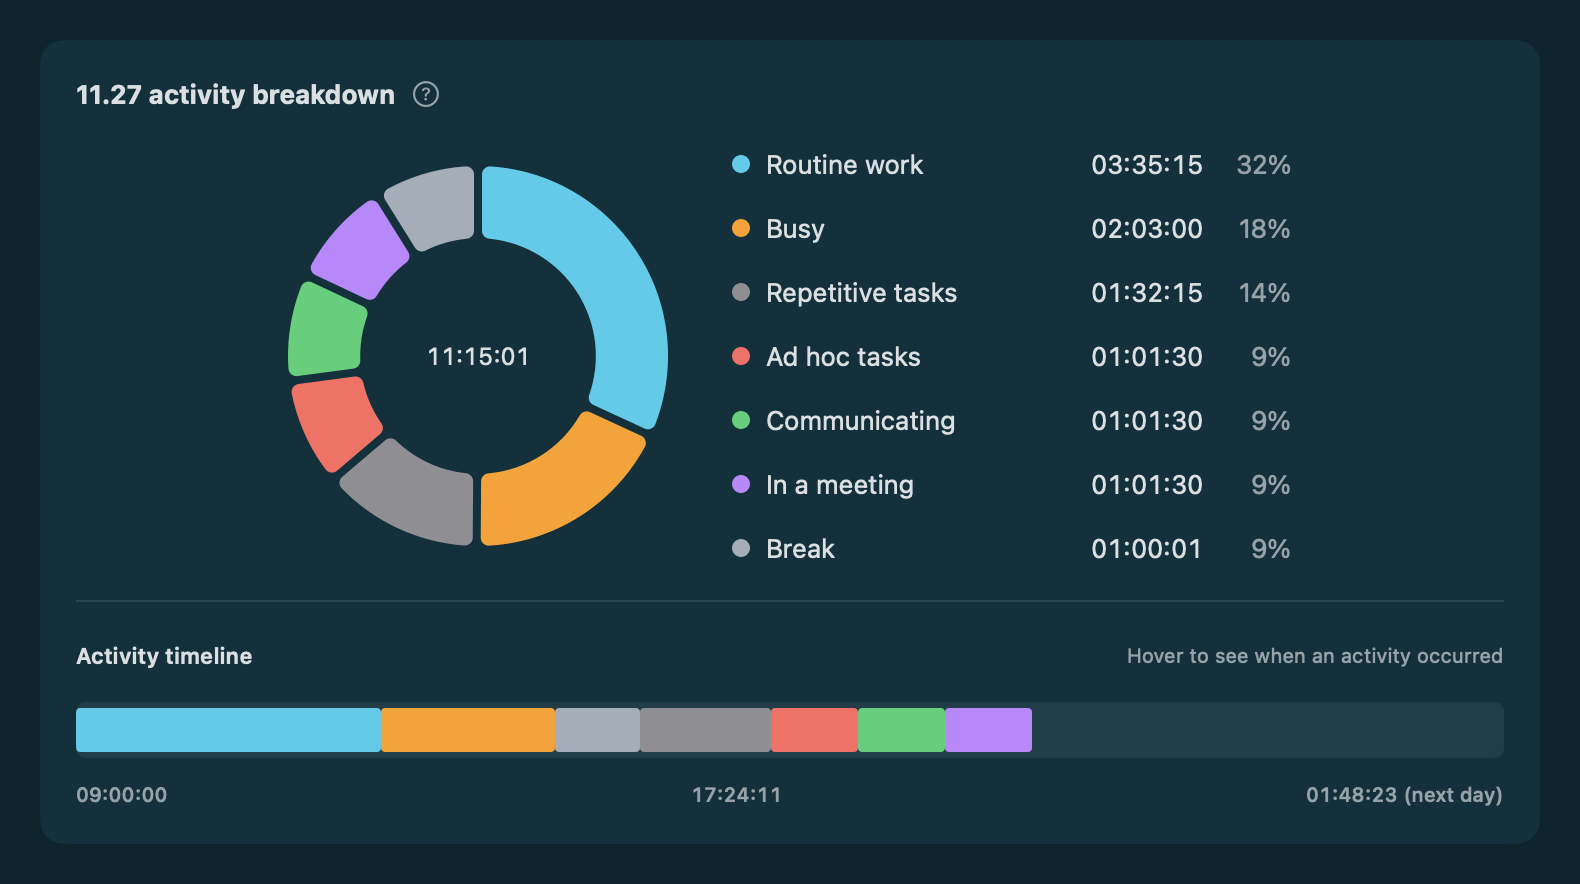 11.27 activity breakdown ?
11:15:01
Routine work 03:35:15 32%
Busy 02:03:00 18%
Repetitive tasks 01:32:15 14%
Ad hoc tasks 01:01:30 9%
Communicating 01:01:30 9%
In a meeting 01:01:30 9%
Break 01:00:01 9%
Activity timeline Hover to see when an activity occurred
09:00:00 17:24:11 01:48:23 (next day)